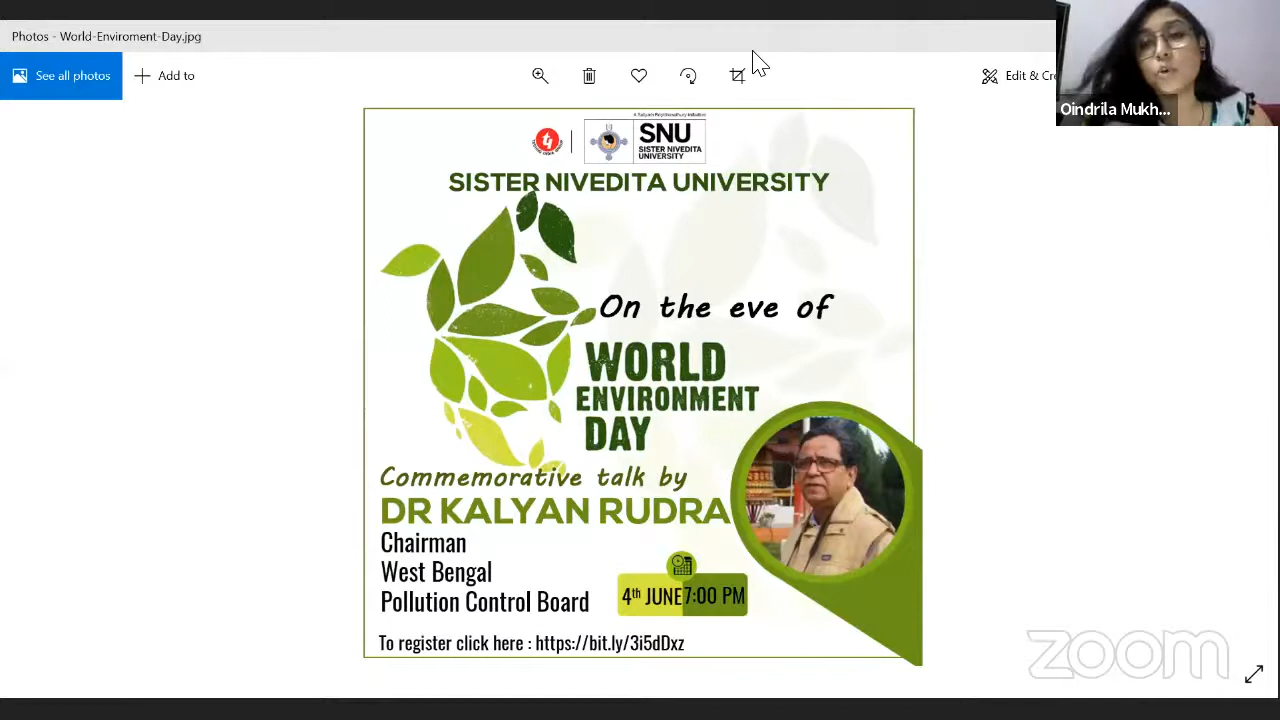 Photos - World-Enviroment-Day.jpg
See all photos
Add to
Edit & Cre
Oindrila Mukh...
SNU
SISTER NIVEDITA
UNIVERSITY
SISTER NIVEDITA UNIVERSITY
On the eve of
WORLD
ENVIRONMENT
DAY
Commemorative talk by
DR KALYAN RUDRA
Chairman
West Bengal
Pollution Control Board
4th JUNE 7:00 PM
To register click here : https://bit.ly/3i5dDxz
zoom